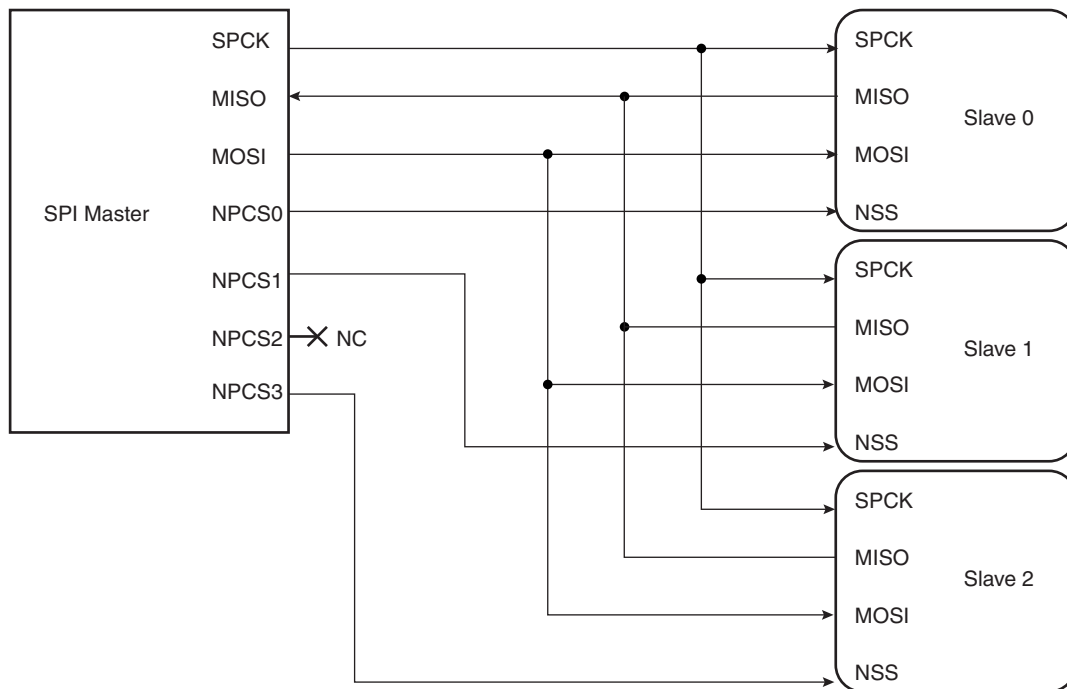 SPI Master
SPCK
MISO
MOSI
NPCS0
NPCS1
NPCS2
NC
NPCS3
SPCK
MISO
Slave 0
MOSI
NSS
SPCK
MISO
Slave 1
MOSI
NSS
SPCK
MISO
Slave 2
MOSI
NSS